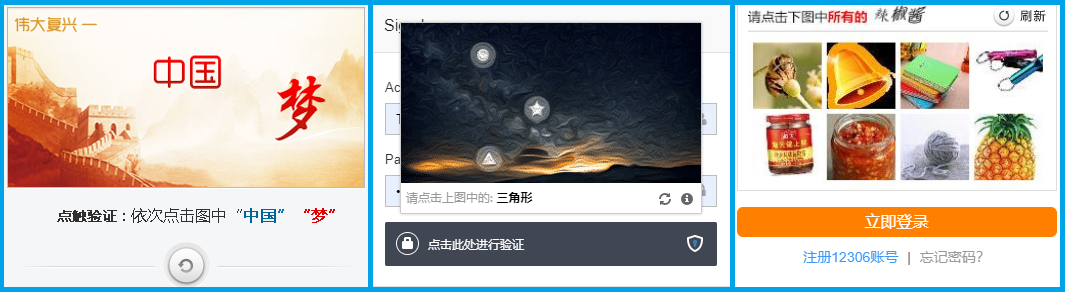 伟大复兴 一
中国
梦
点触验证：依次点击图中“中国” “梦”
Sig
Ac
T
Pa
请点击上图中的: 三角形
点击此处进行验证
请点击下图中所有的 辣椒酱
刷新
立即登录
注册12306账号 | 忘记密码？